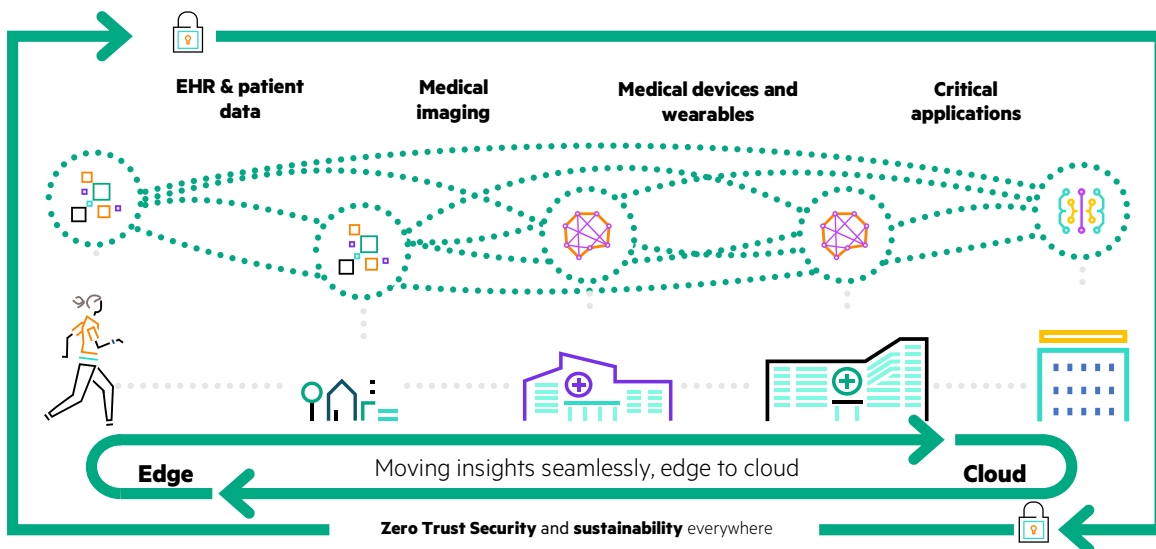 EHR & patient
data
Medical
imaging
Medical devices and
wearables
Critical
applications
Edge
Moving insights seamlessly, edge to cloud
Cloud
Zero Trust Security and sustainability everywhere